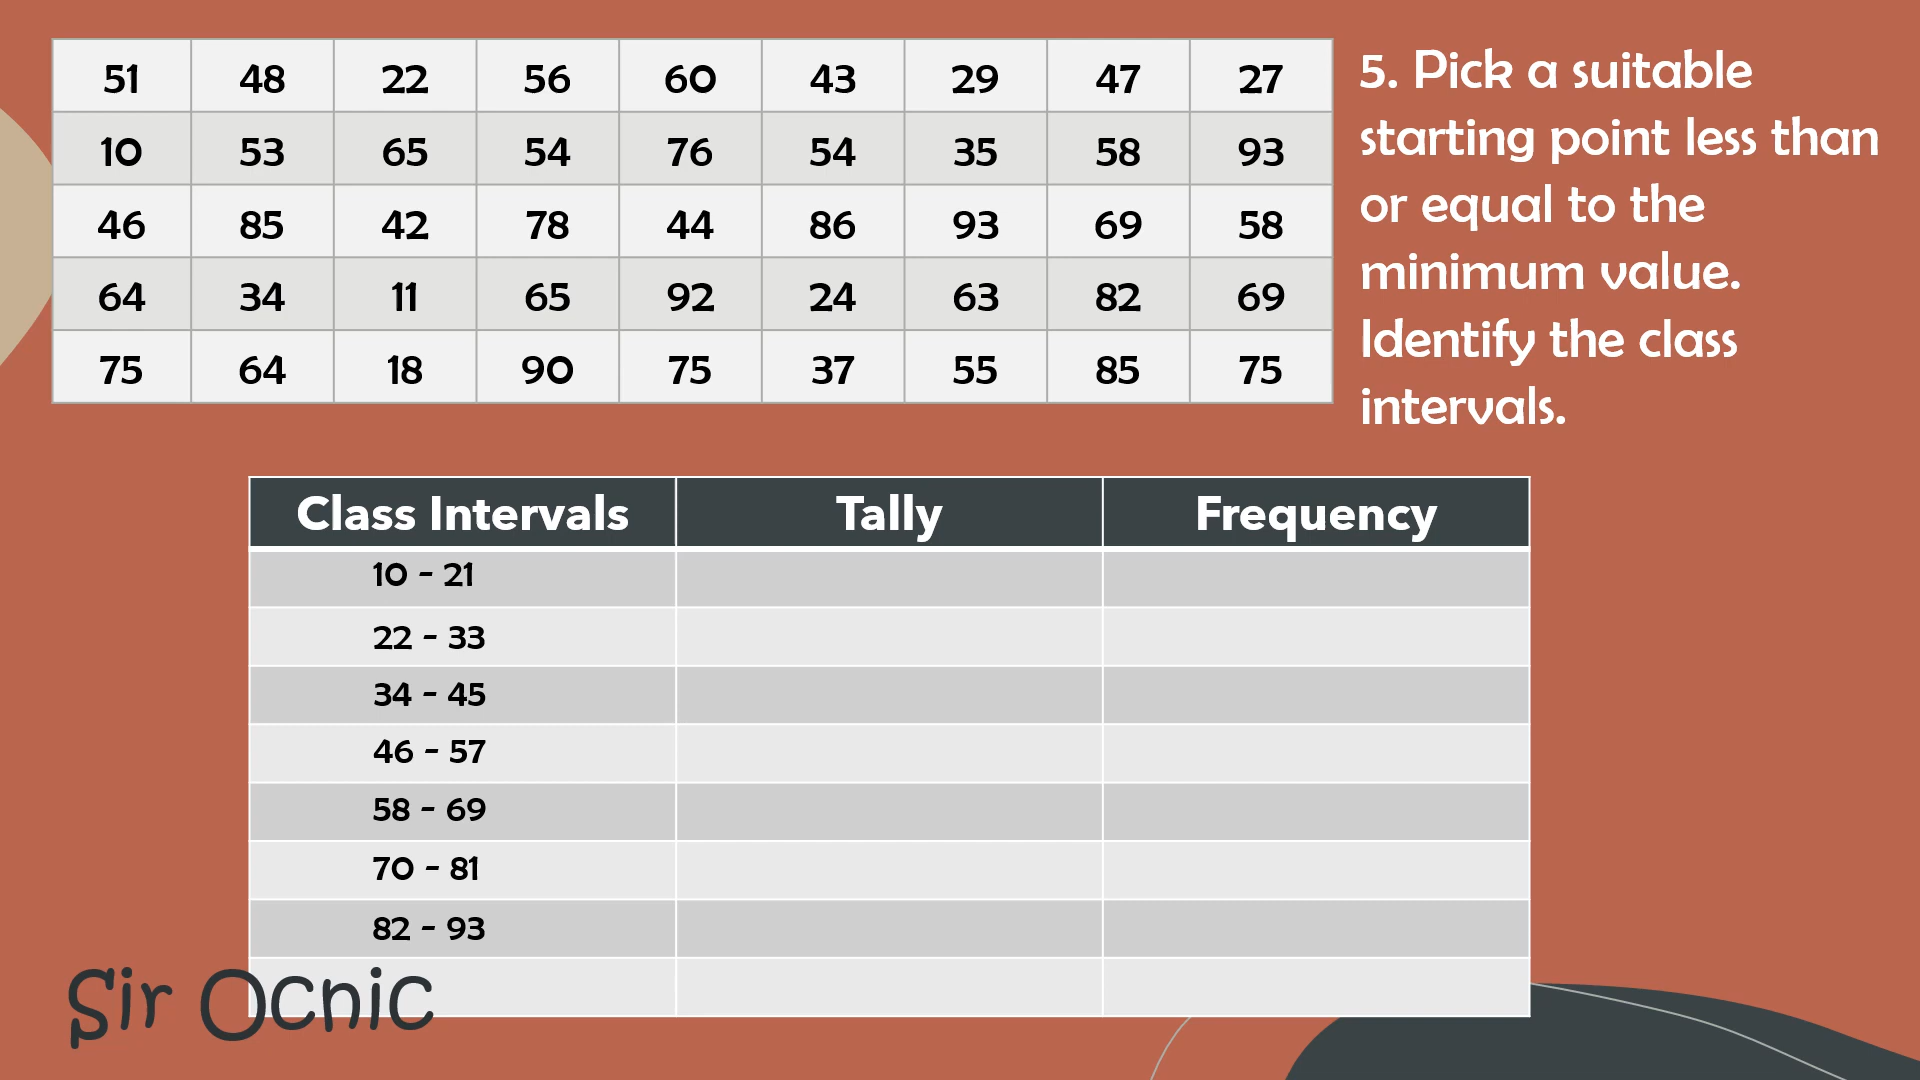 51 48 22 56 60 43 29 47 27
10 53 65 54 76 54 35 58 93
46 85 42 78 44 86 93 69 58
64 34 11 65 92 24 63 82 69
75 64 18 90 75 37 55 85 75
5. Pick a suitable
starting point less than
or equal to the
minimum value.
Identify the class
intervals.
Class Intervals Tally Frequency
10 - 21
22 - 33
34 - 45
46 - 57
58 - 69
70 - 81
82 - 93
Sir Ocnic